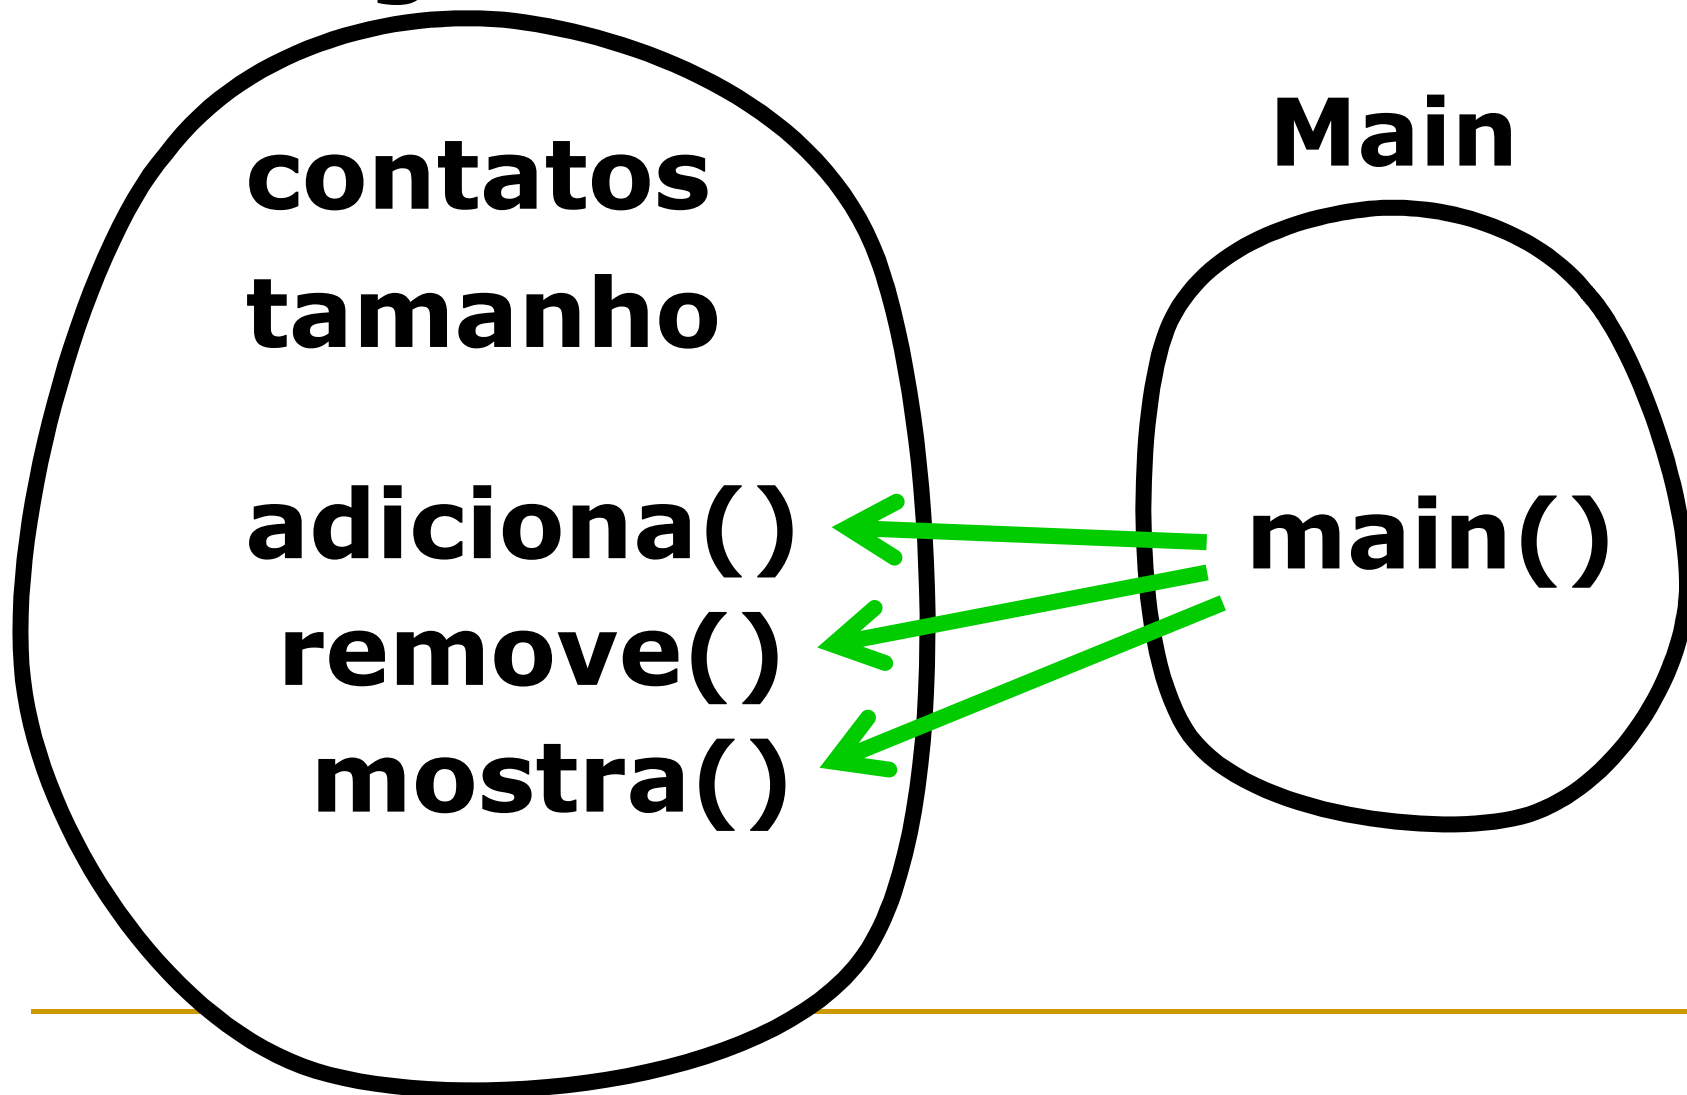 contatos
tamanho
adiciona()
remove()
mostra()
Main
main()